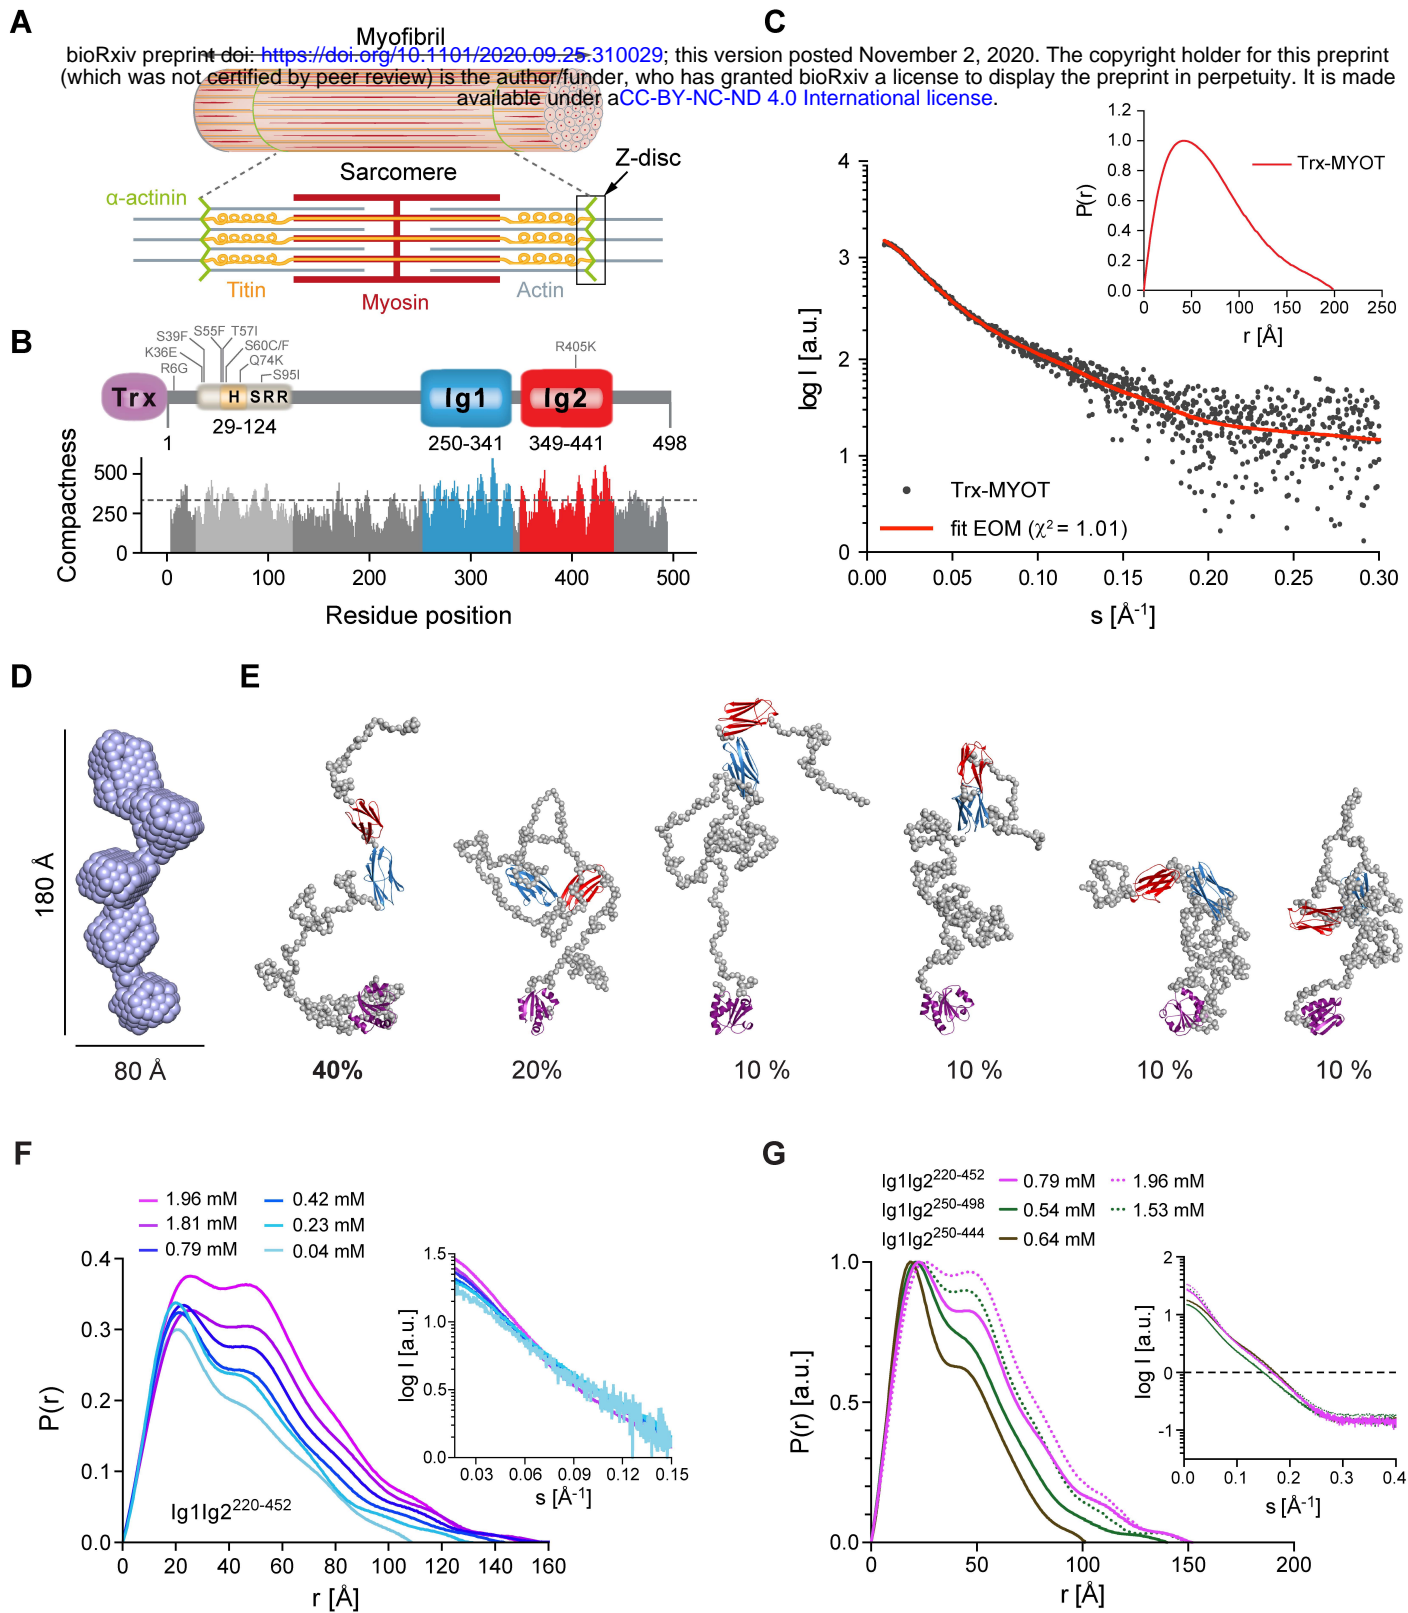 A
C
Myofibril
bioRxiv preprint doi: https://doi.org/10.1101/2020.09.25.310029; this version posted November 2, 2020. The copyright holder for this preprint
(which was not certified by peer review) is the author/funder, who has granted bioRxiv a license to display the preprint in perpetuity. It is made
available under aCC-BY-NC-ND 4.0 International license.
Sarcomere
Z-disc
α-actinin
Titin
Myosin
Actin
B
S39F
S55F
T57I
K36E
S60C/F
R6G
Q74K
S95I
R405K
Trx
H
SRR
Ig1
Ig2
1
29-124
250-341
349-441
498
Compactness
500
250
0
0
100
200
300
400
500
Residue position
1.2
1.0
0.8
0.6
0.4
0.2
0.0
P(r)
Trx-MYOT
0
50
100
150
200
250
r [Å]
4
3
2
1
0
log I [a.u.]
Trx-MYOT
fit EOM (χ² = 1.01)
0.00
0.05
0.10
0.15
0.20
0.25
0.30
s [Å⁻¹]
D
E
180 Å
80 Å
40%
20%
10 %
10 %
10 %
10 %
F
1.96 mM
0.42 mM
1.81 mM
0.23 mM
0.79 mM
0.04 mM
0.4
0.3
0.2
0.1
0.0
P(r)
Ig1Ig2²²⁰⁻⁴⁵²
0
20
40
60
80
100
120
140
160
r [Å]
1.5
1.0
0.5
0.0
log I [a.u.]
0.03
0.06
0.09
0.12
0.15
s [Å⁻¹]
G
Ig1Ig2²²⁰⁻⁴⁵²
0.79 mM
1.96 mM
Ig1Ig2²⁵⁰⁻⁴⁹⁸
0.54 mM
1.53 mM
Ig1Ig2²⁵⁰⁻⁴⁴⁴
0.64 mM
1.0
0.5
0.0
P(r) [a.u.]
0
50
100
150
200
r [Å]
2
1
0
-1
log I [a.u.]
0.0
0.1
0.2
0.3
0.4
s [Å⁻¹]